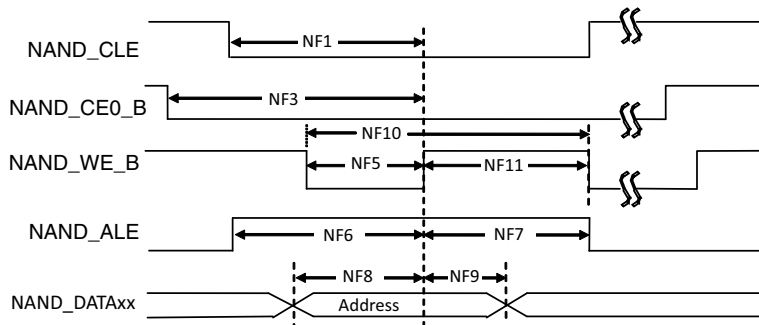 NAND_CLE
NF1
NAND_CE0_B
NF3
NF10
NAND_WE_B
NF5
NF11
NAND_ALE
NF6
NF7
NF8
NF9
NAND_DATAxx
Address